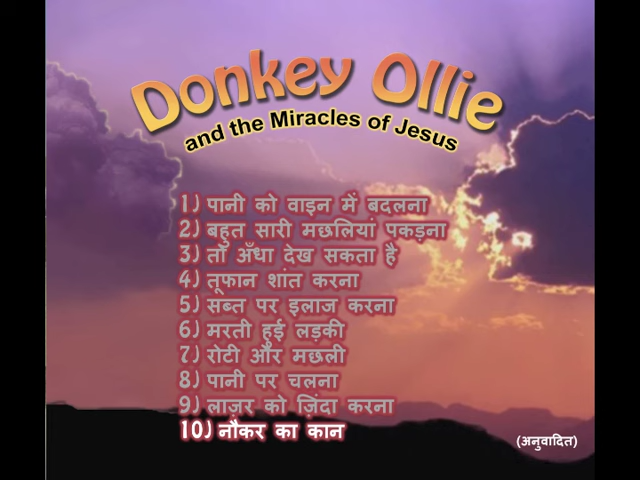 Donkey Ollie
and the Miracles of Jesus
1) पानी को वाइन में बदलना
2) बहुत सारी मछलियां पकड़ना
3) तो अँधा देख सकता है
4) तूफान शांत करना
5) सब्त पर इलाज करना
6) मरती हुई लड़की
7) रोटी और मछली
8) पानी पर चलना
9) लाज़र को ज़िंदा करना
10) नौकर का कान
(अनुवादित)